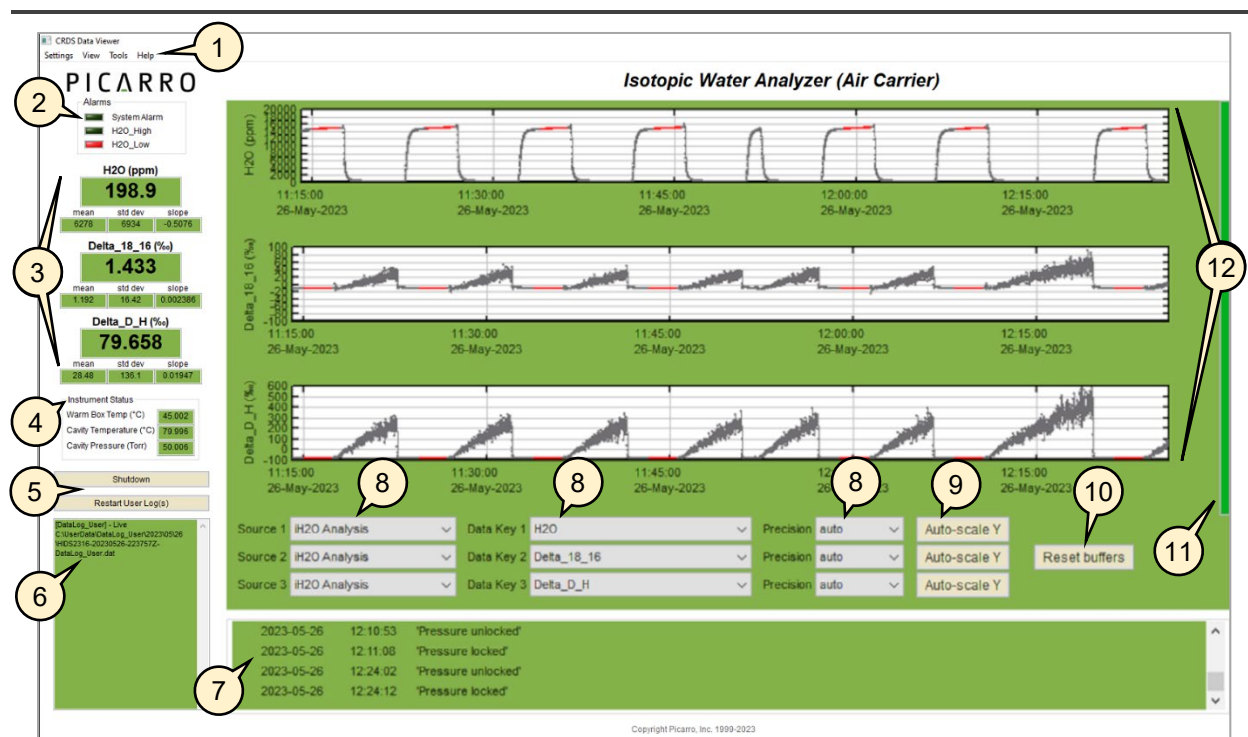 CRDS Data Viewer
Settings View Tools Help
1
PICARRO
Isotopic Water Analyzer (Air Carrier)
2
Alarms
System Alarm
H2O_High
H2O_Low
3
H2O (ppm)
198.9
mean std dev slope
6278 6934 -0.5076
Delta_18_16 (‰)
1.433
mean std dev slope
1.192 16.42 0.002386
Delta_D_H (‰)
79.658
mean std dev slope
28.48 136.1 0.01947
4
Instrument Status
Warm Box Temp (°C) 45.002
Cavity Temperature (°C) 79.996
Cavity Pressure (Torr) 50.006
5
Shutdown
Restart User Log(s)
6
[DataLog_User] - Live
C:\UserData\DataLog_User\2023\05\26
\HIDS2316-20230526-223757Z-
DataLog_User.dat
H2O (ppm)
20000
18000
16000
14000
12000
10000
8000
6000
4000
2000
0
11:15:00 11:30:00 11:45:00 12:00:00 12:15:00
26-May-2023 26-May-2023 26-May-2023 26-May-2023 26-May-2023
Delta_18_16 (‰)
100
80
60
40
20
0
-20
-40
-60
-80
-100
11:15:00 11:30:00 11:45:00 12:00:00 12:15:00
26-May-2023 26-May-2023 26-May-2023 26-May-2023 26-May-2023
Delta_D_H (‰)
600
500
400
300
200
100
0
-100
11:15:00 11:30:00 11:45:00 12:15:00
26-May-2023 26-May-2023 26-May-2023 26-May-2023
12
8 8 8 9 10 11
Source 1 iH2O Analysis Data Key 1 H2O Precision auto Auto-scale Y
Source 2 iH2O Analysis Data Key 2 Delta_18_16 Precision auto Auto-scale Y Reset buffers
Source 3 iH2O Analysis Data Key 3 Delta_D_H Precision auto Auto-scale Y
7
2023-05-26 12:10:53 'Pressure unlocked'
2023-05-26 12:11:08 'Pressure locked'
2023-05-26 12:24:02 'Pressure unlocked'
2023-05-26 12:24:12 'Pressure locked'
Copyright Picarro, Inc. 1999-2023